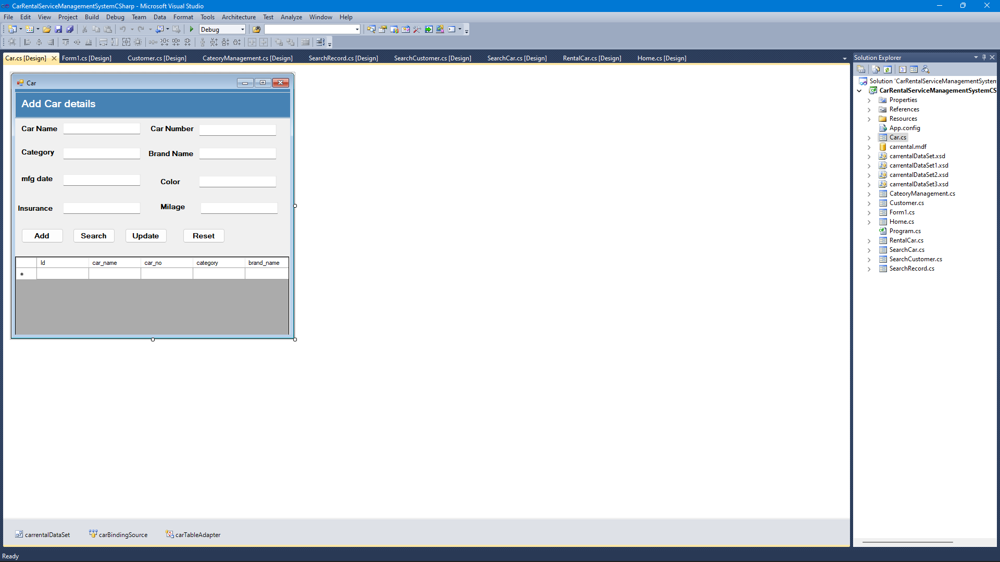 CarRentalServiceManagementSystemCSharp - Microsoft Visual Studio
File Edit View Project Build Debug Team Data Format Tools Architecture Test Analyze Window Help
Debug
Car.cs [Design] Form1.cs [Design] Customer.cs [Design] CateoryManagement.cs [Design] SearchRecord.cs [Design] SearchCustomer.cs [Design] SearchCar.cs [Design] RentalCar.cs [Design] Home.cs [Design]
Car
Add Car details
Car Name Car Number
Category Brand Name
mfg date Color
Insurance Milage
Add Search Update Reset
Id car_name car_no category brand_name
carrentalDataSet carBindingSource carTableAdapter
Solution Explorer
Solution 'CarRentalServiceManagementSystem
CarRentalServiceManagementSystemCS
Properties
References
Resources
App.config
Car.cs
carrental.mdf
carrentalDataSet.xsd
carrentalDataSet1.xsd
carrentalDataSet2.xsd
carrentalDataSet3.xsd
CateoryManagement.cs
Customer.cs
Form1.cs
Home.cs
Program.cs
RentalCar.cs
SearchCar.cs
SearchCustomer.cs
SearchRecord.cs
Ready